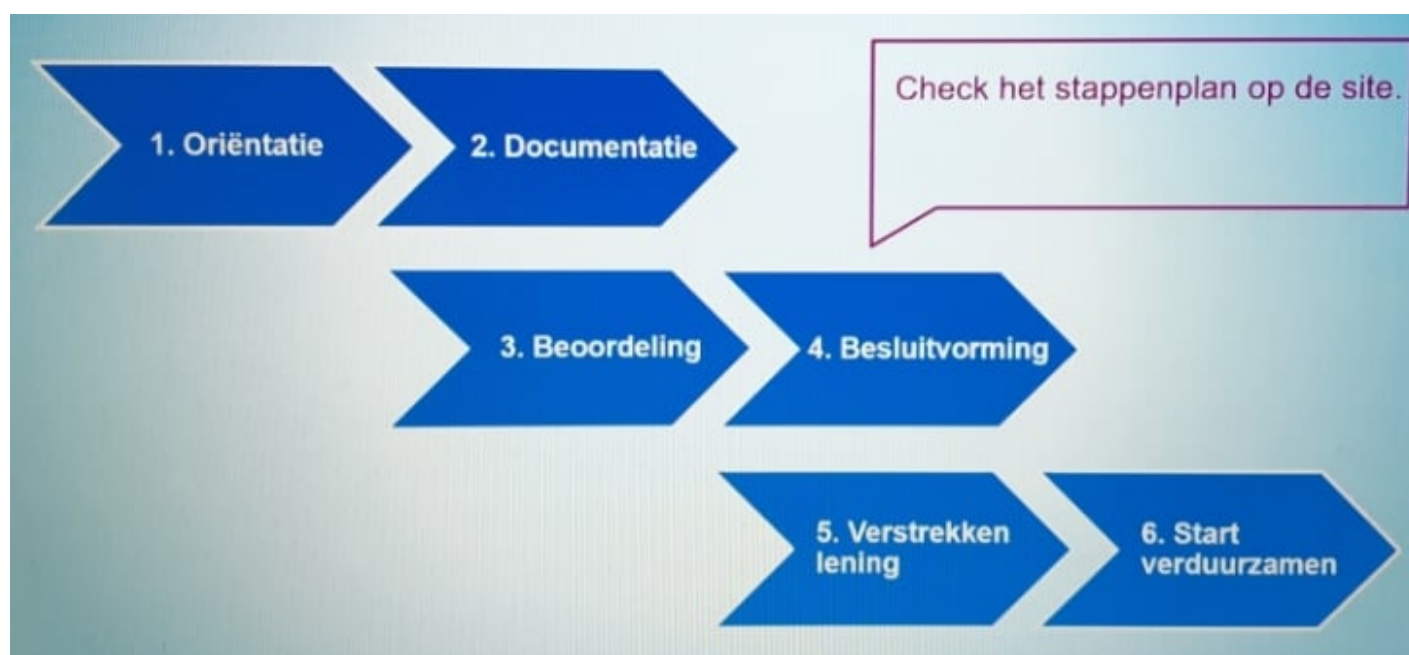 1. Oriëntatie
2. Documentatie
Check het stappenplan op de site.
3. Beoordeling
4. Besluitvorming
5. Verstrekken
lening
6. Start
verduurzamen